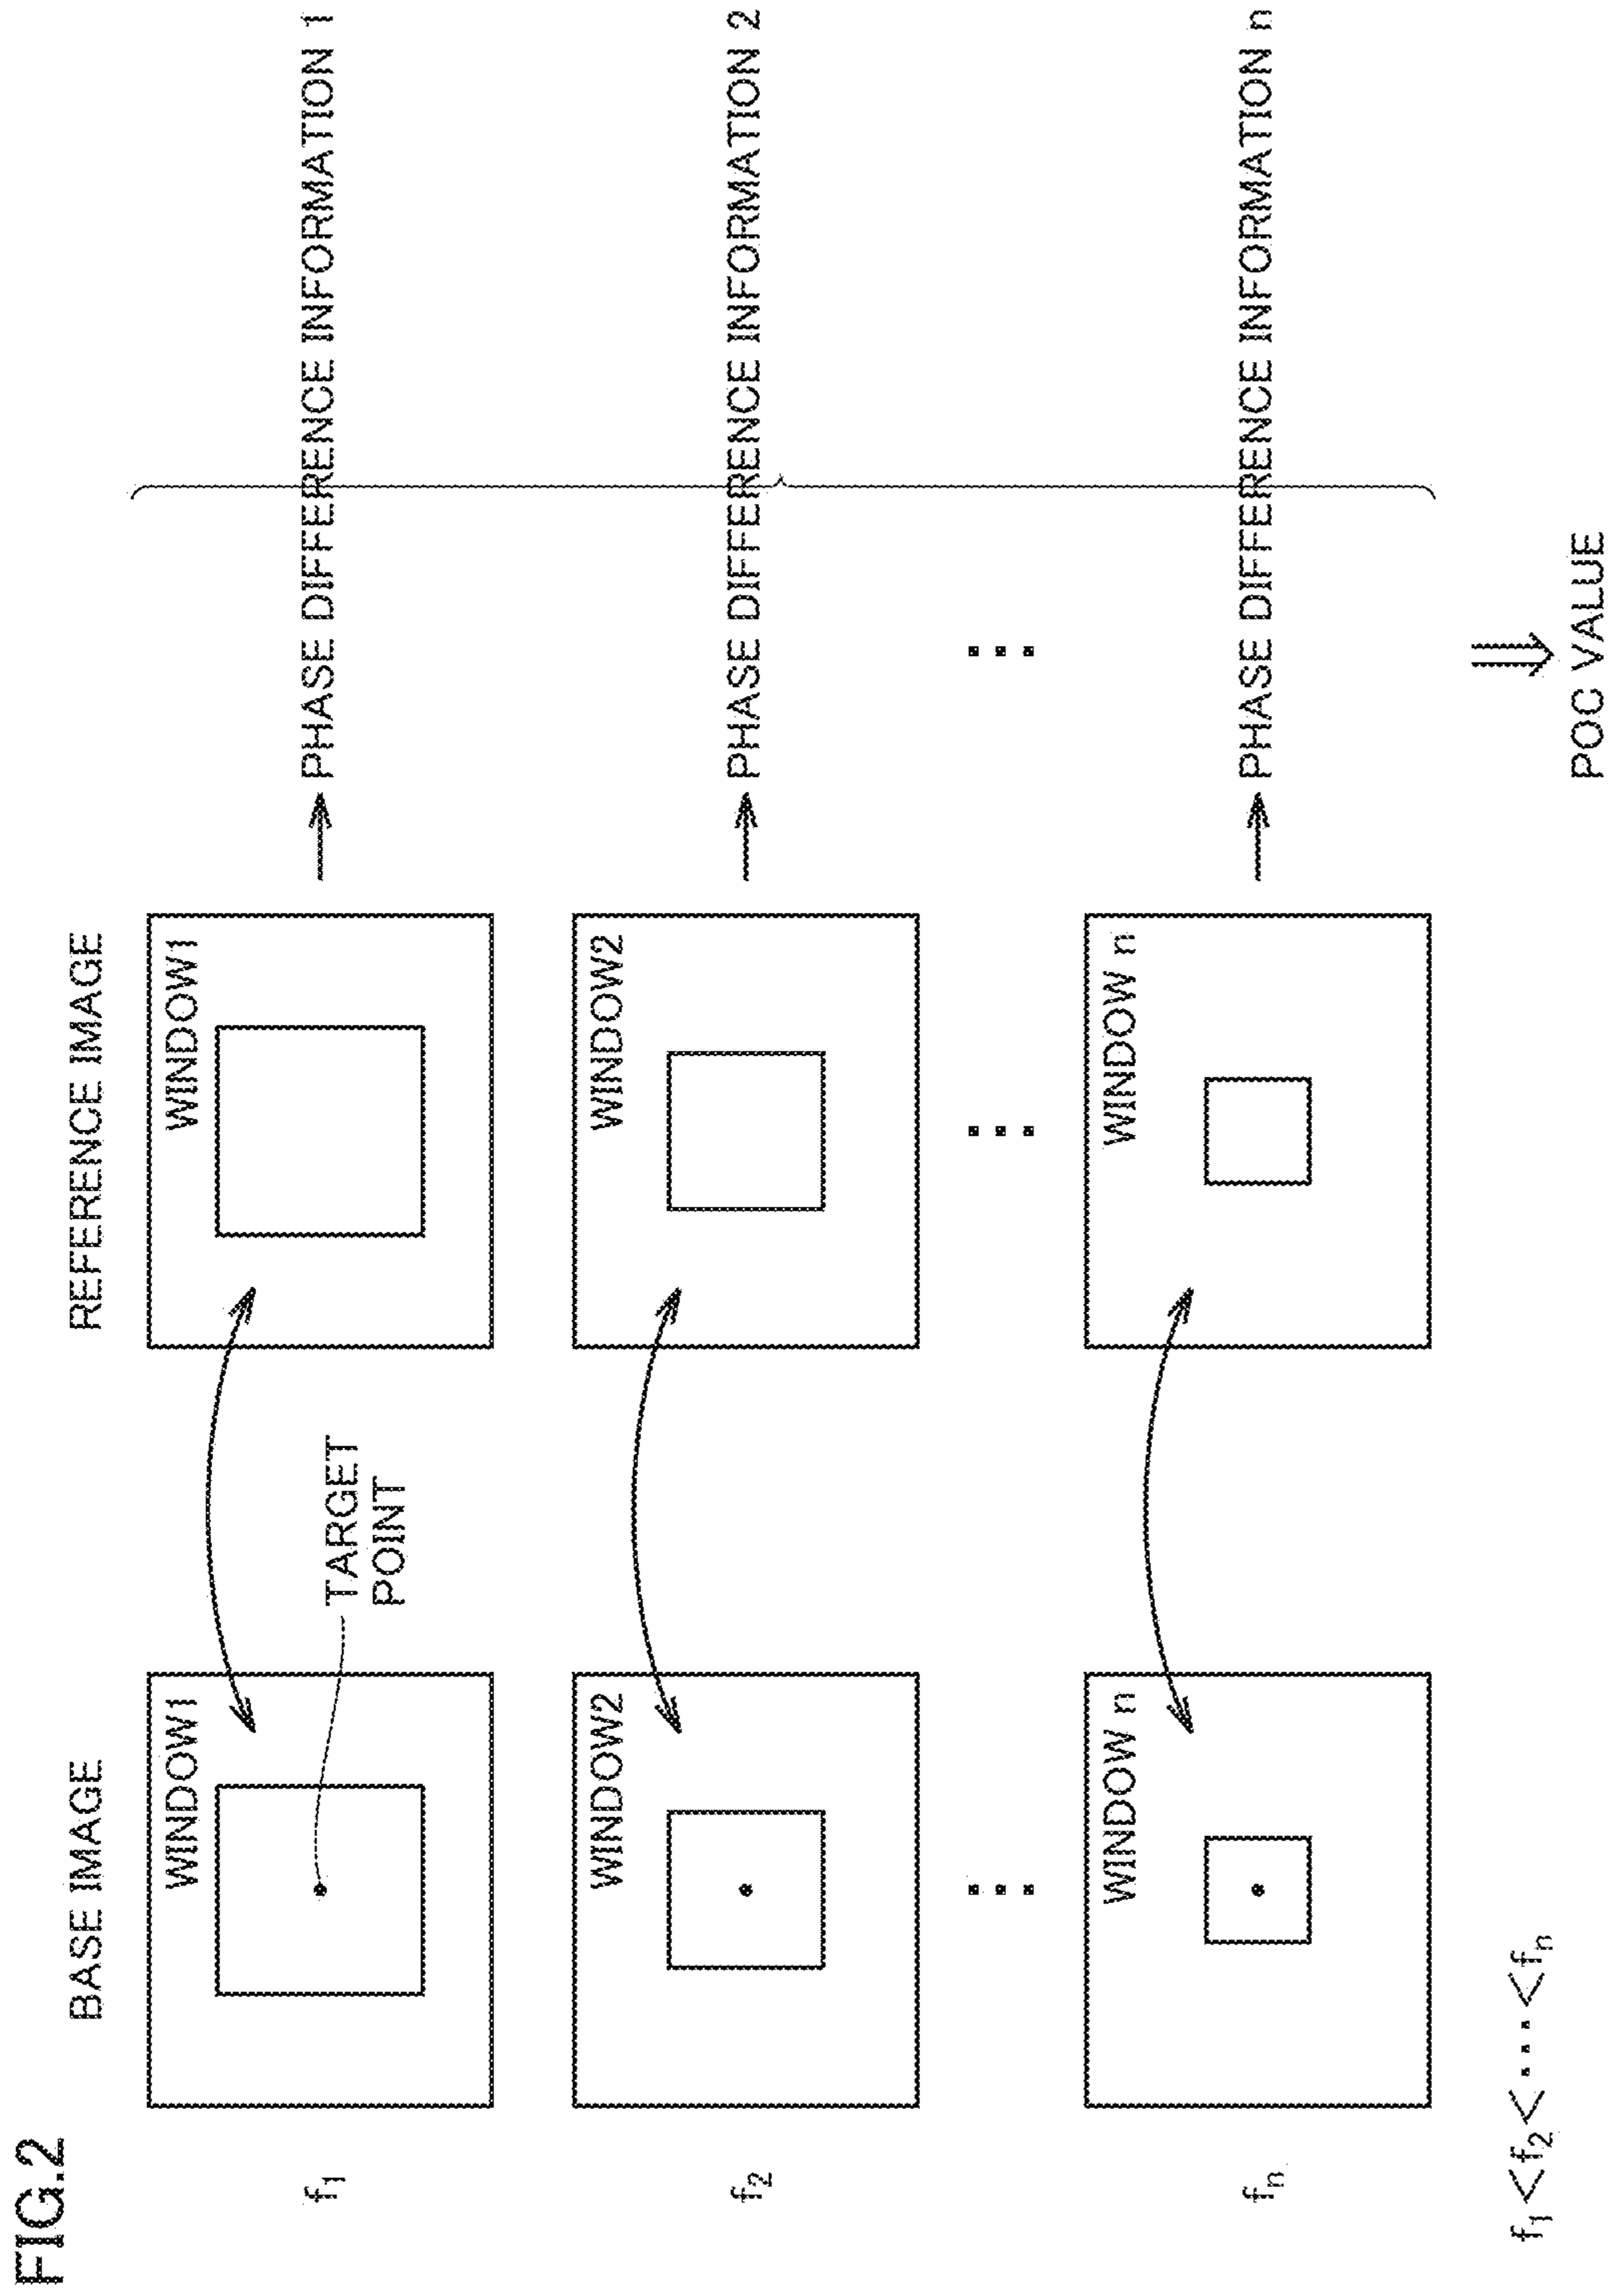 FIG.2
BASE IMAGE
REFERENCE IMAGE
f1
WINDOW1
TARGET
POINT
WINDOW1
PHASE DIFFERENCE INFORMATION 1
f2
WINDOW2
WINDOW2
PHASE DIFFERENCE INFORMATION 2
fn
WINDOW n
WINDOW n
PHASE DIFFERENCE INFORMATION n
f1<f2<···<fn
POC VALUE